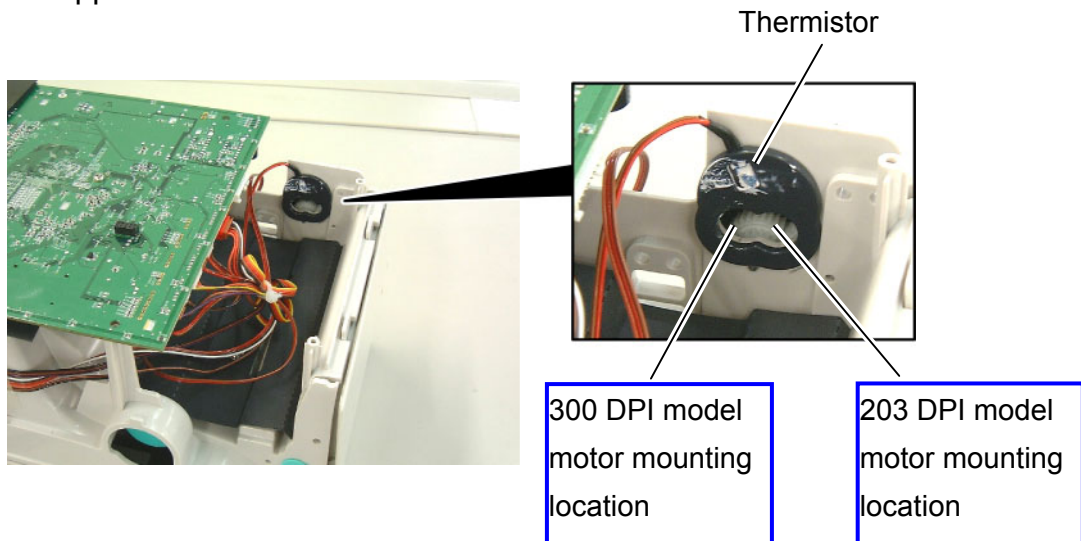 Thermistor
300 DPI model
motor mounting
location
203 DPI model
motor mounting
location